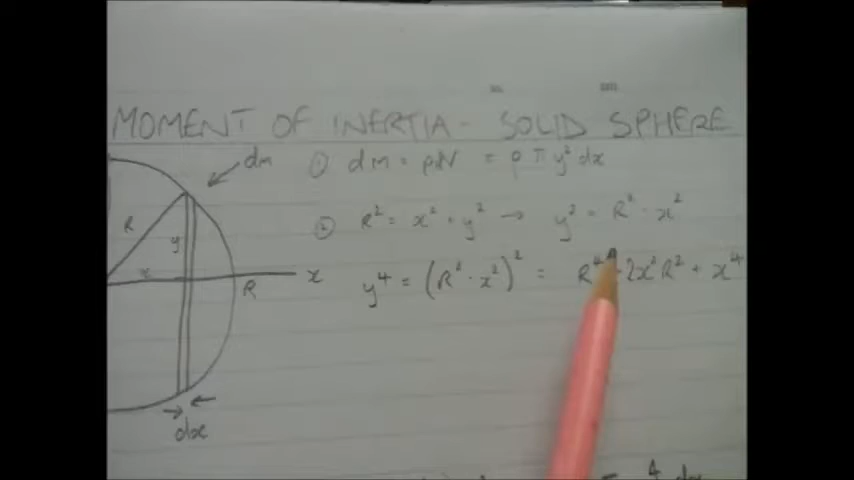 MOMENT OF INERTIA - SOLID SPHERE
dm
① dm = ρdV = ρ π y² dx
② R² = x² + y² → y² = R² - x²
R
y
x
x
R
y⁴ = (R² - x²)² = R⁴ - 2x²R² + x⁴
dx